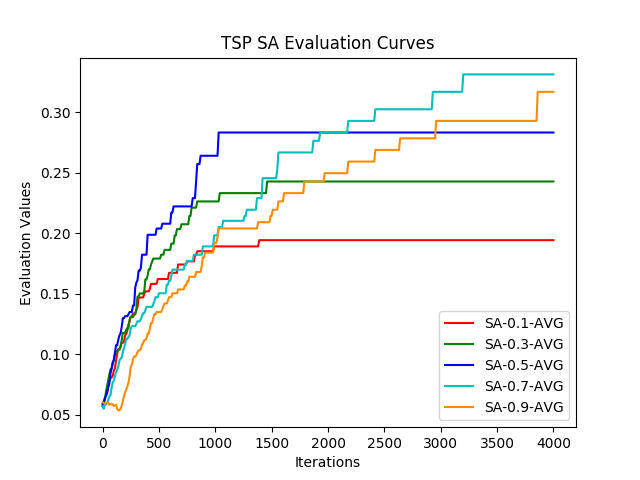 TSP SA Evaluation Curves
Evaluation Values
0.30
0.25
0.20
0.15
0.10
0.05
SA-0.1-AVG
SA-0.3-AVG
SA-0.5-AVG
SA-0.7-AVG
SA-0.9-AVG
0 500 1000 1500 2000 2500 3000 3500 4000
Iterations